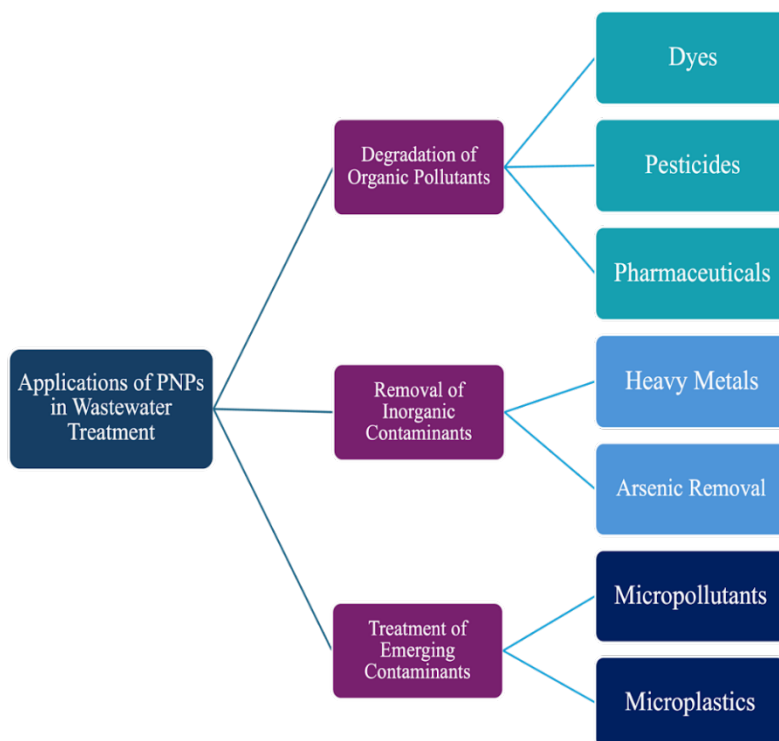 Applications of PNPs
in Wastewater
Treatment
Degradation of
Organic Pollutants
Dyes
Pesticides
Pharmaceuticals
Removal of
Inorganic
Contaminants
Heavy Metals
Arsenic Removal
Treatment of
Emerging
Contaminants
Micropollutants
Microplastics